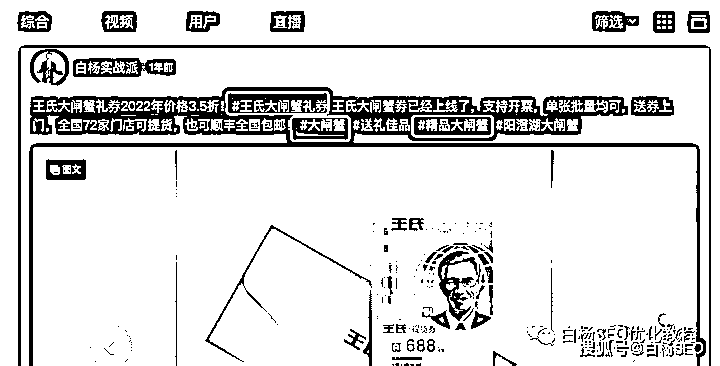 综合 视频 用户 直播 筛选
白杨实战派 · 1年前
王氏大闸蟹礼券2022年价格3.5折！#王氏大闸蟹礼券 王氏大闸蟹券已经上线了，支持开票，单张批量均可，送券上
门，全国72家门店可提货，也可顺丰全国包邮！#大闸蟹 #送礼佳品 #精品大闸蟹 #阳澄湖大闸蟹
图文
王氏
王氏
688
白杨SEO优化教程
搜狐号@白杨SEO